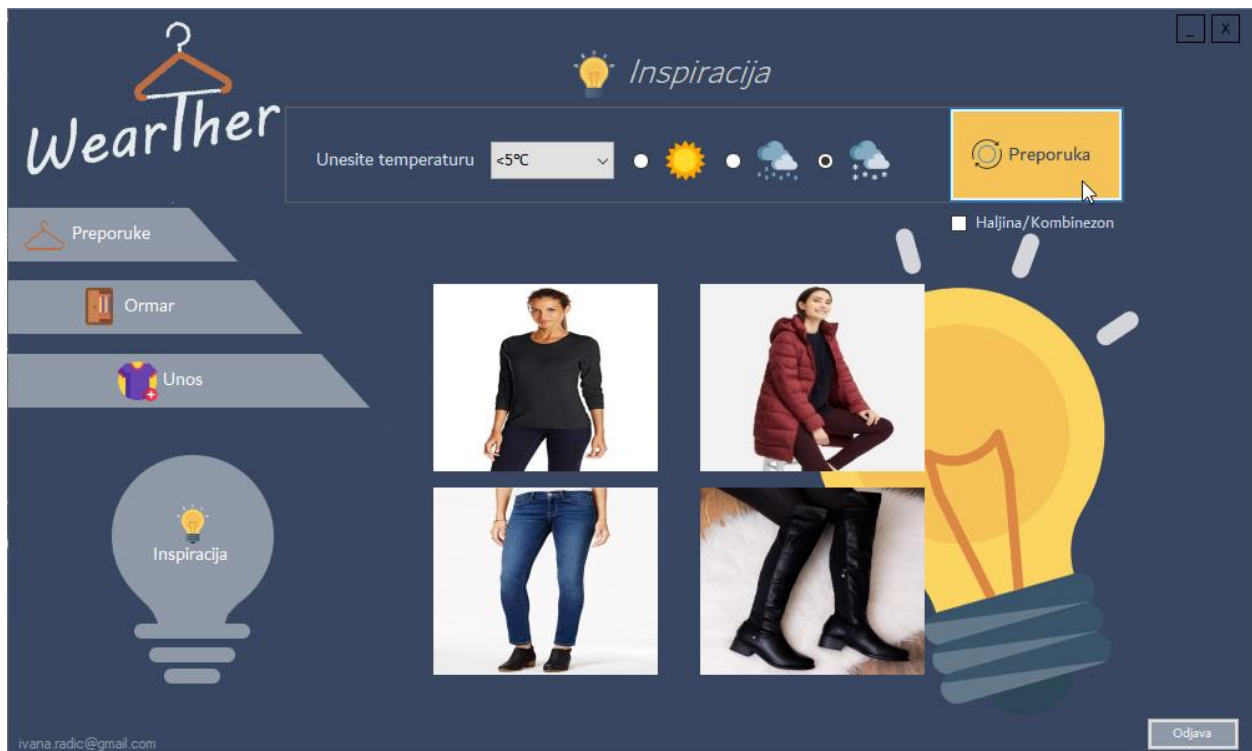 WearTher
_ X
Inspiracija
Unesite temperaturu <5°C
Preporuka
Haljina/Kombinezon
Preporuke
Ormar
Unos
Inspiracija
ivana.radic@gmail.com
Odjava